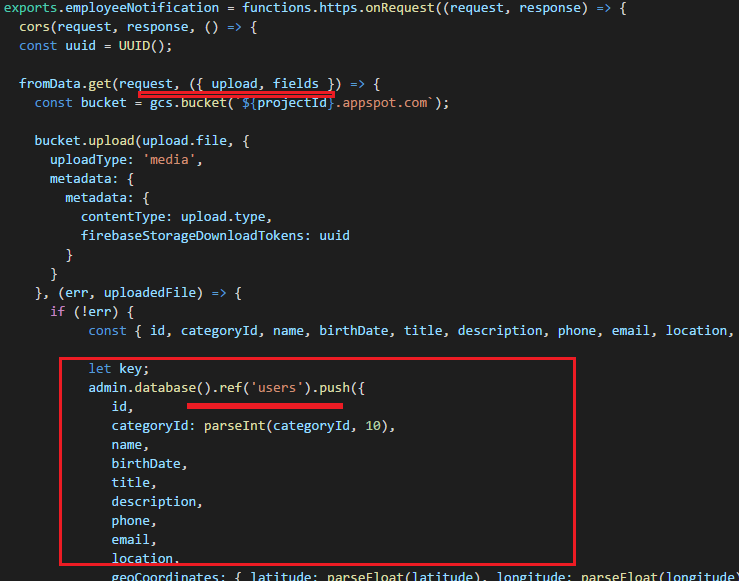 exports.employeeNotification = functions.https.onRequest((request, response) => {
cors(request, response, () => {
const uuid = UUID();
fromData.get(request, ({ upload, fields }) => {
const bucket = gcs.bucket(`${projectId}.appspot.com`);
bucket.upload(upload.file, {
uploadType: 'media',
metadata: {
metadata: {
contentType: upload.type,
firebaseStorageDownloadTokens: uuid
}
}
}, (err, uploadedFile) => {
if (!err) {
const { id, categoryId, name, birthDate, title, description, phone, email, location,
let key;
admin.database().ref('users').push({
id,
categoryId: parseInt(categoryId, 10),
name,
birthDate,
title,
description,
phone,
email,
location,
geoCoordinates: { latitude: parseFloat(latitude), longitude: parseFloat(longitude)